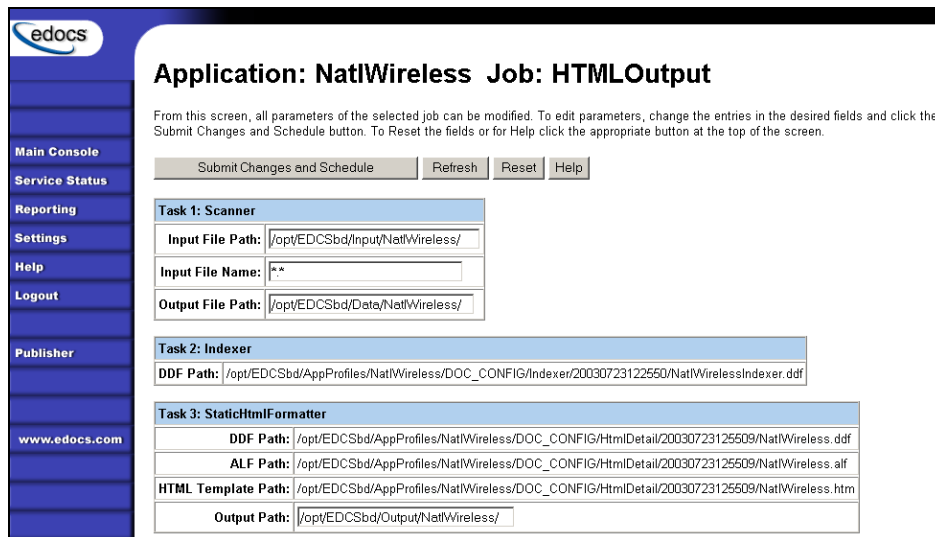 edocs
Application: NatlWireless Job: HTMLOutput
From this screen, all parameters of the selected job can be modified. To edit parameters, change the entries in the desired fields and click the
Submit Changes and Schedule button. To Reset the fields or for Help click the appropriate button at the top of the screen.
Submit Changes and Schedule Refresh Reset Help
Main Console
Service Status
Reporting
Settings
Help
Logout
Publisher
www.edocs.com
Task 1: Scanner
Input File Path: /opt/EDCSbd/Input/NatlWireless/
Input File Name: *.*
Output File Path: /opt/EDCSbd/Data/NatlWireless/
Task 2: Indexer
DDF Path: /opt/EDCSbd/AppProfiles/NatlWireless/DOC_CONFIG/Indexer/20030723122550/NatlWirelessIndexer.ddf
Task 3: StaticHtmlFormatter
DDF Path: /opt/EDCSbd/AppProfiles/NatlWireless/DOC_CONFIG/HtmlDetail/20030723125509/NatlWireless.ddf
ALF Path: /opt/EDCSbd/AppProfiles/NatlWireless/DOC_CONFIG/HtmlDetail/20030723125509/NatlWireless.alf
HTML Template Path: /opt/EDCSbd/AppProfiles/NatlWireless/DOC_CONFIG/HtmlDetail/20030723125509/NatlWireless.htm
Output Path: /opt/EDCSbd/Output/NatlWireless/